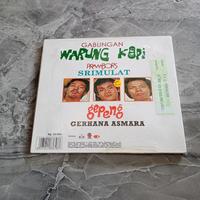 GABUNGAN
WARUNG KOPI
PRAMBORS
SRIMULAT
gepeng
GERHANA ASMARA